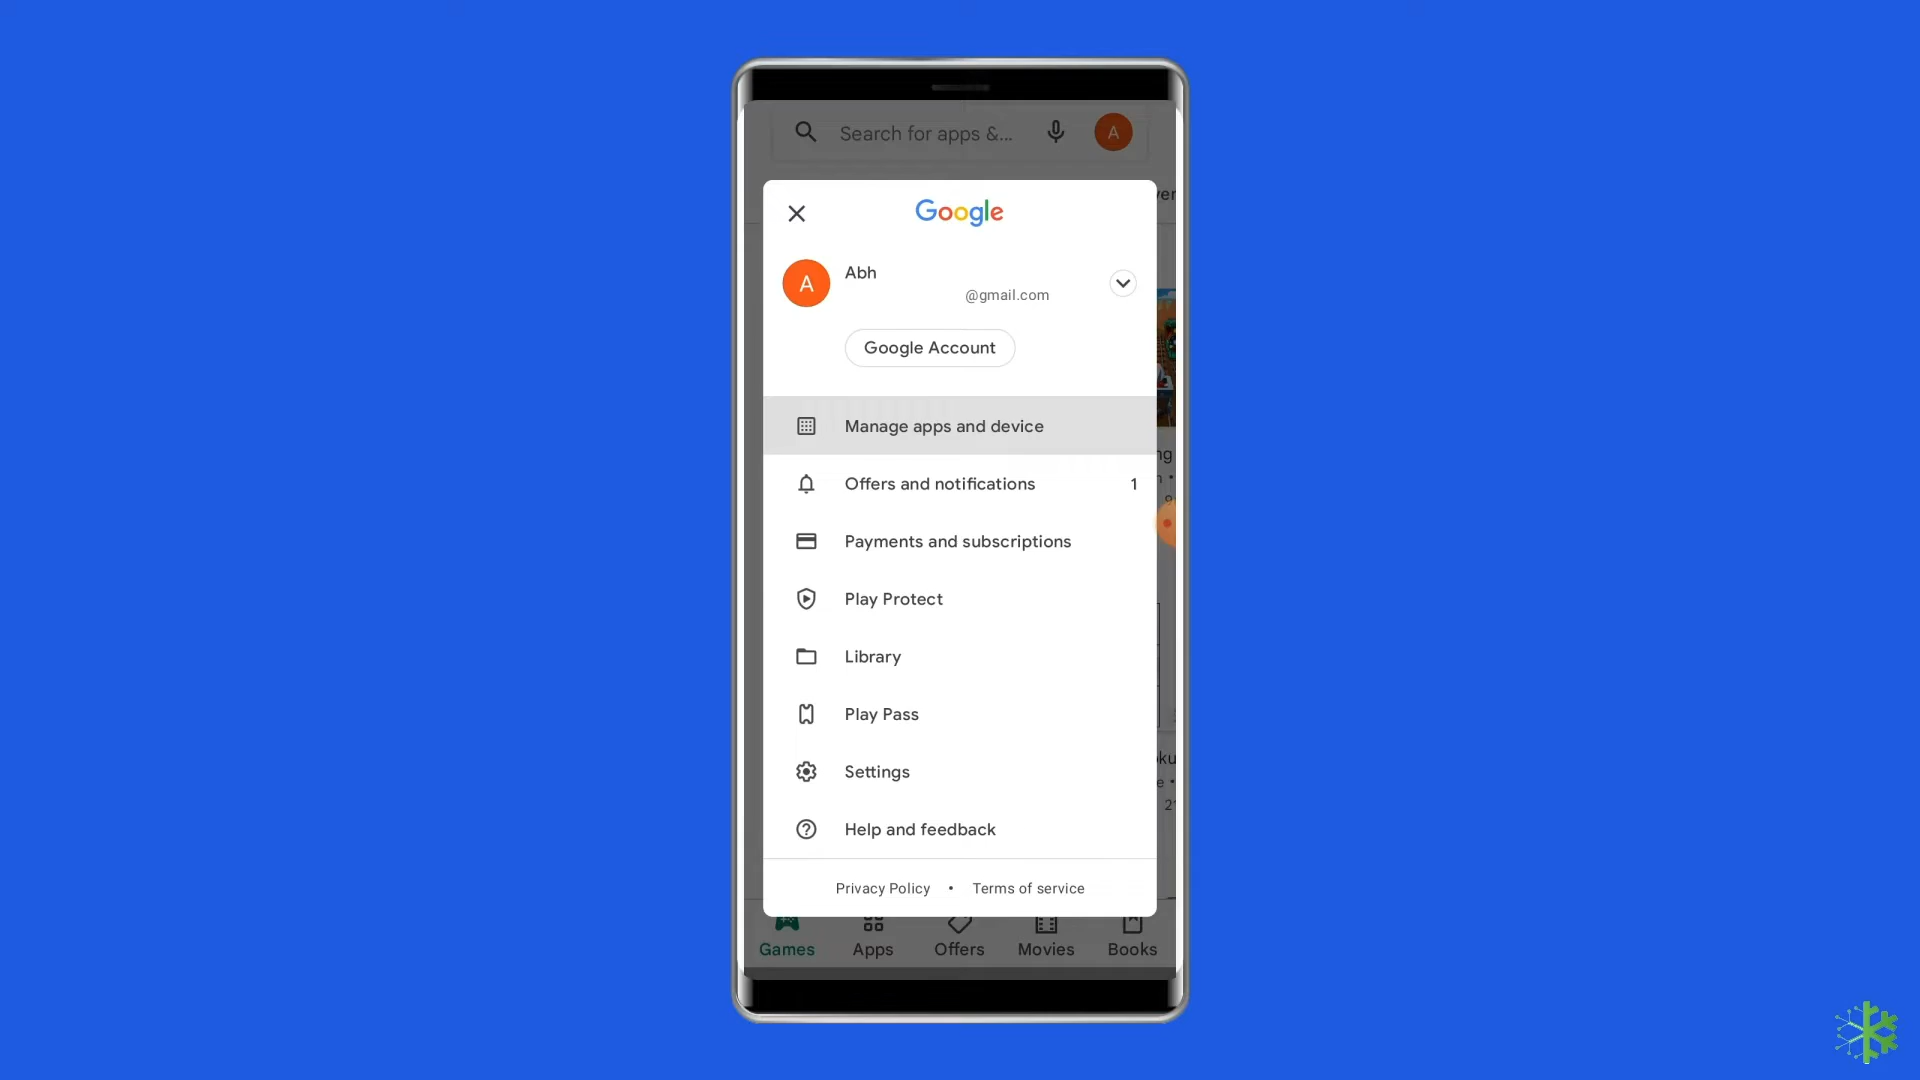 Search for apps &...
A
Google
A
Abh
@gmail.com
Google Account
Manage apps and device
Offers and notifications 1
Payments and subscriptions
Play Protect
Library
Play Pass
Settings
Help and feedback
Privacy Policy • Terms of service
Games Apps Offers Movies Books